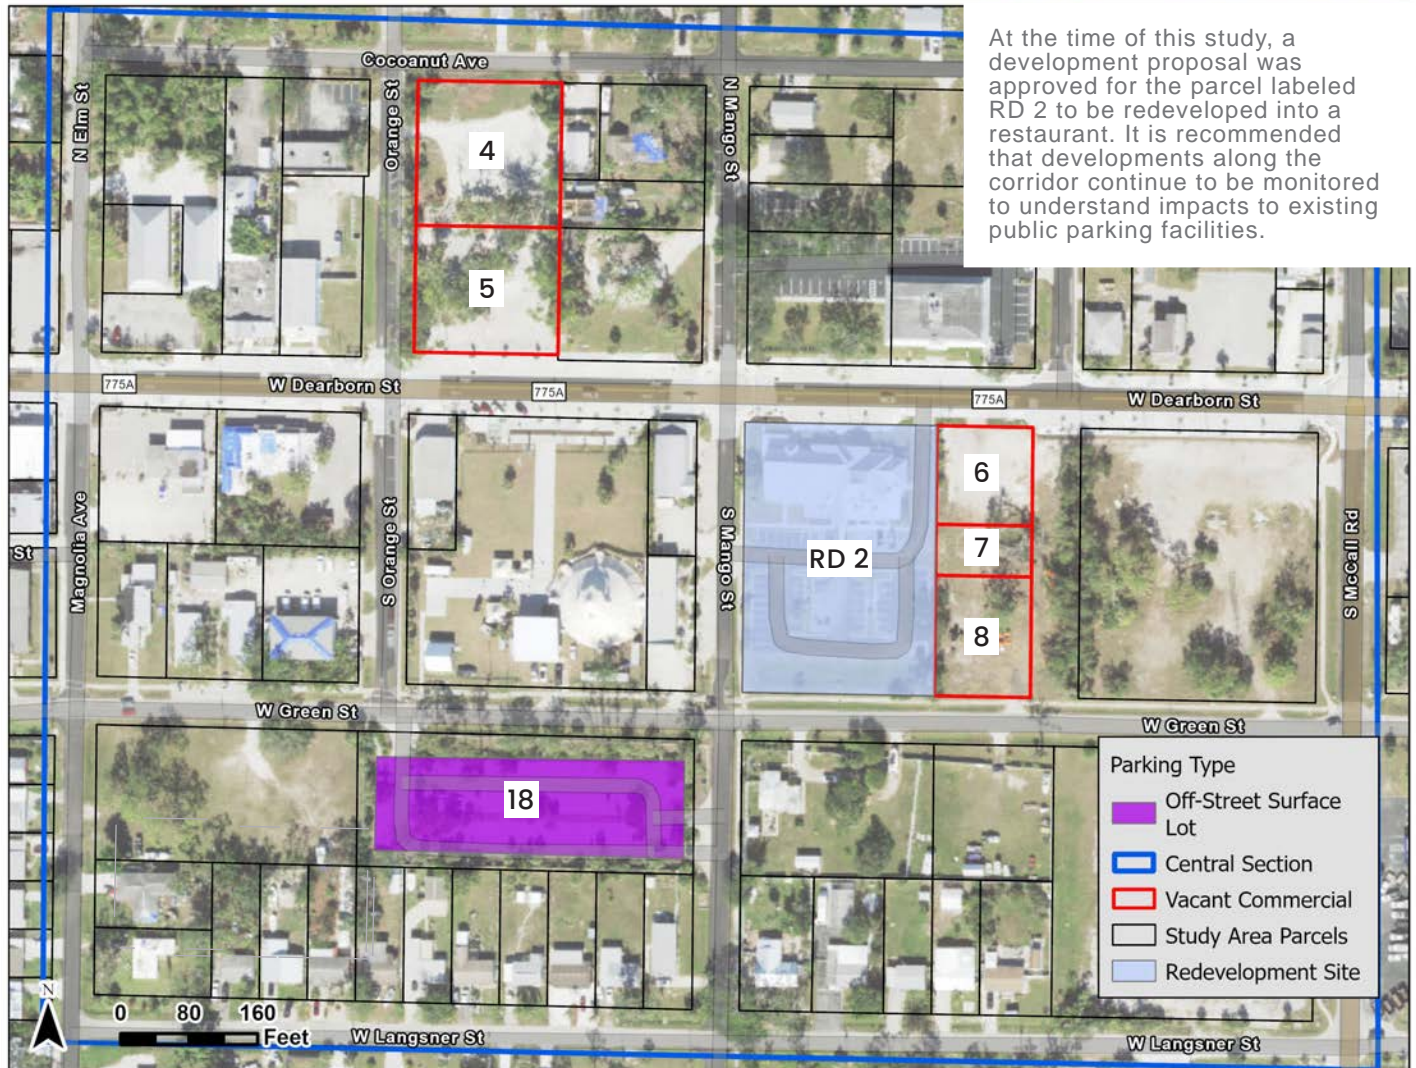 At the time of this study, a
development proposal was
approved for the parcel labeled
RD 2 to be redeveloped into a
restaurant. It is recommended
that developments along the
corridor continue to be monitored
to understand impacts to existing
public parking facilities.
Cocoanut Ave
N Elm St
Orange St
N Mango St
4
5
775A
W Dearborn St
775A
775A
W Dearborn St
6
7
8
RD 2
St
Magnolia Ave
S Orange St
S Mango St
S McCall Rd
W Green St
W Green St
18
Parking Type
Off-Street Surface
Lot
Central Section
Vacant Commercial
Study Area Parcels
Redevelopment Site
N
0 80 160
Feet
W Langsner St
W Langsner St